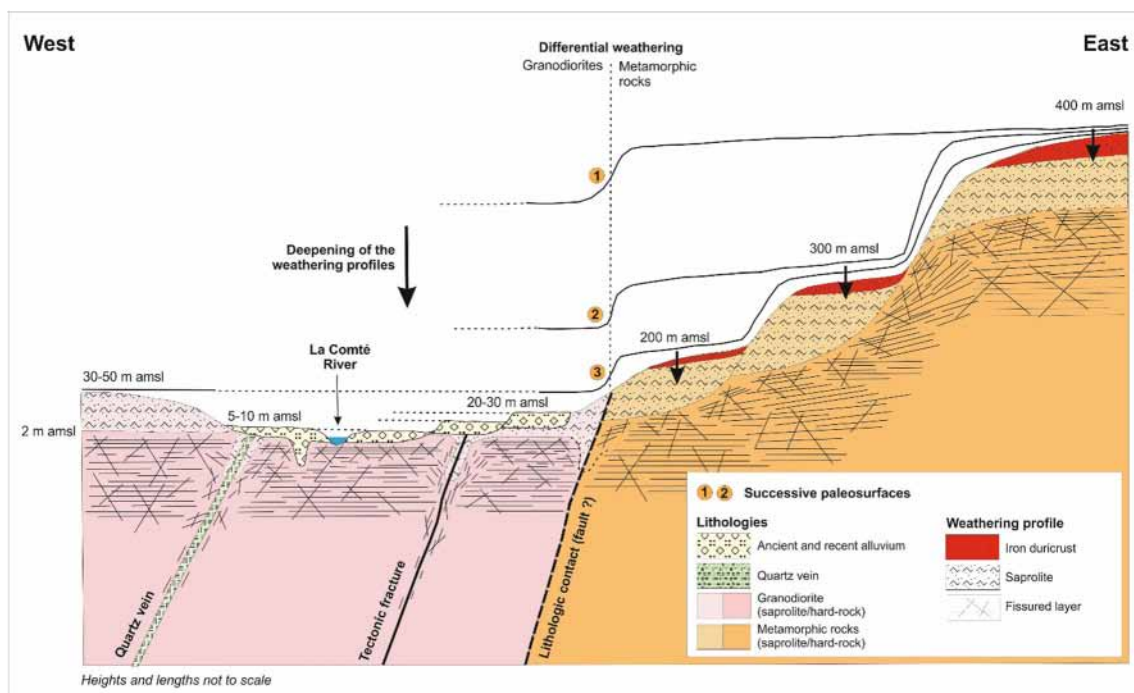 West
East
Differential weathering
Granodiorites
Metamorphic
rocks
400 m amsl
1
Deepening of the
weathering profiles
300 m amsl
2
200 m amsl
La Comté
River
3
30-50 m amsl
20-30 m amsl
5-10 m amsl
2 m amsl
Quartz vein
Tectonic fracture
Lithologic contact (fault ?)
1 2 Successive paleosurfaces
Lithologies
Ancient and recent alluvium
Quartz vein
Granodiorite
(saprolite/hard-rock)
Metamorphic rocks
(saprolite/hard-rock)
Weathering profile
Iron duricrust
Saprolite
Fissured layer
Heights and lengths not to scale